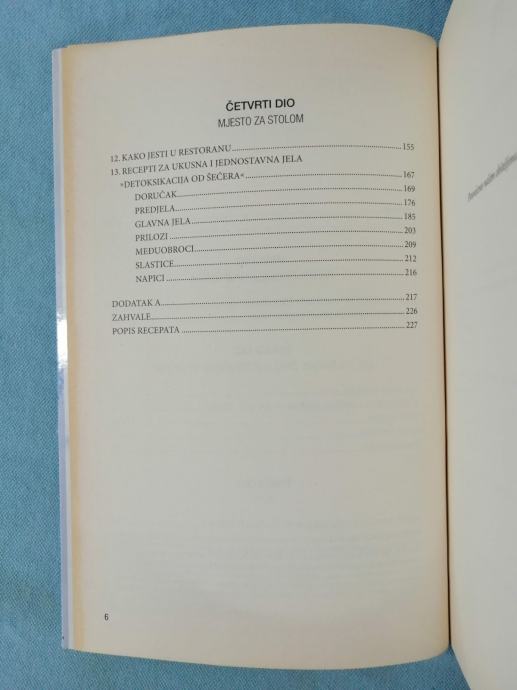 ČETVRTI DIO
MJESTO ZA STOLOM
12. KAKO JESTI U RESTORANU........155
13. RECEPTI ZA UKUSNA I JEDNOSTAVNA JELA
»DETOKSIKACIJA OD ŠEĆERA«........167
DORUČAK........169
PREDJELA........176
GLAVNA JELA........185
PRILOZI........203
MEĐUOBROCI........209
SLASTICE........212
NAPICI........216
DODATAK A........217
ZAHVALE........226
POPIS RECEPATA........227
6